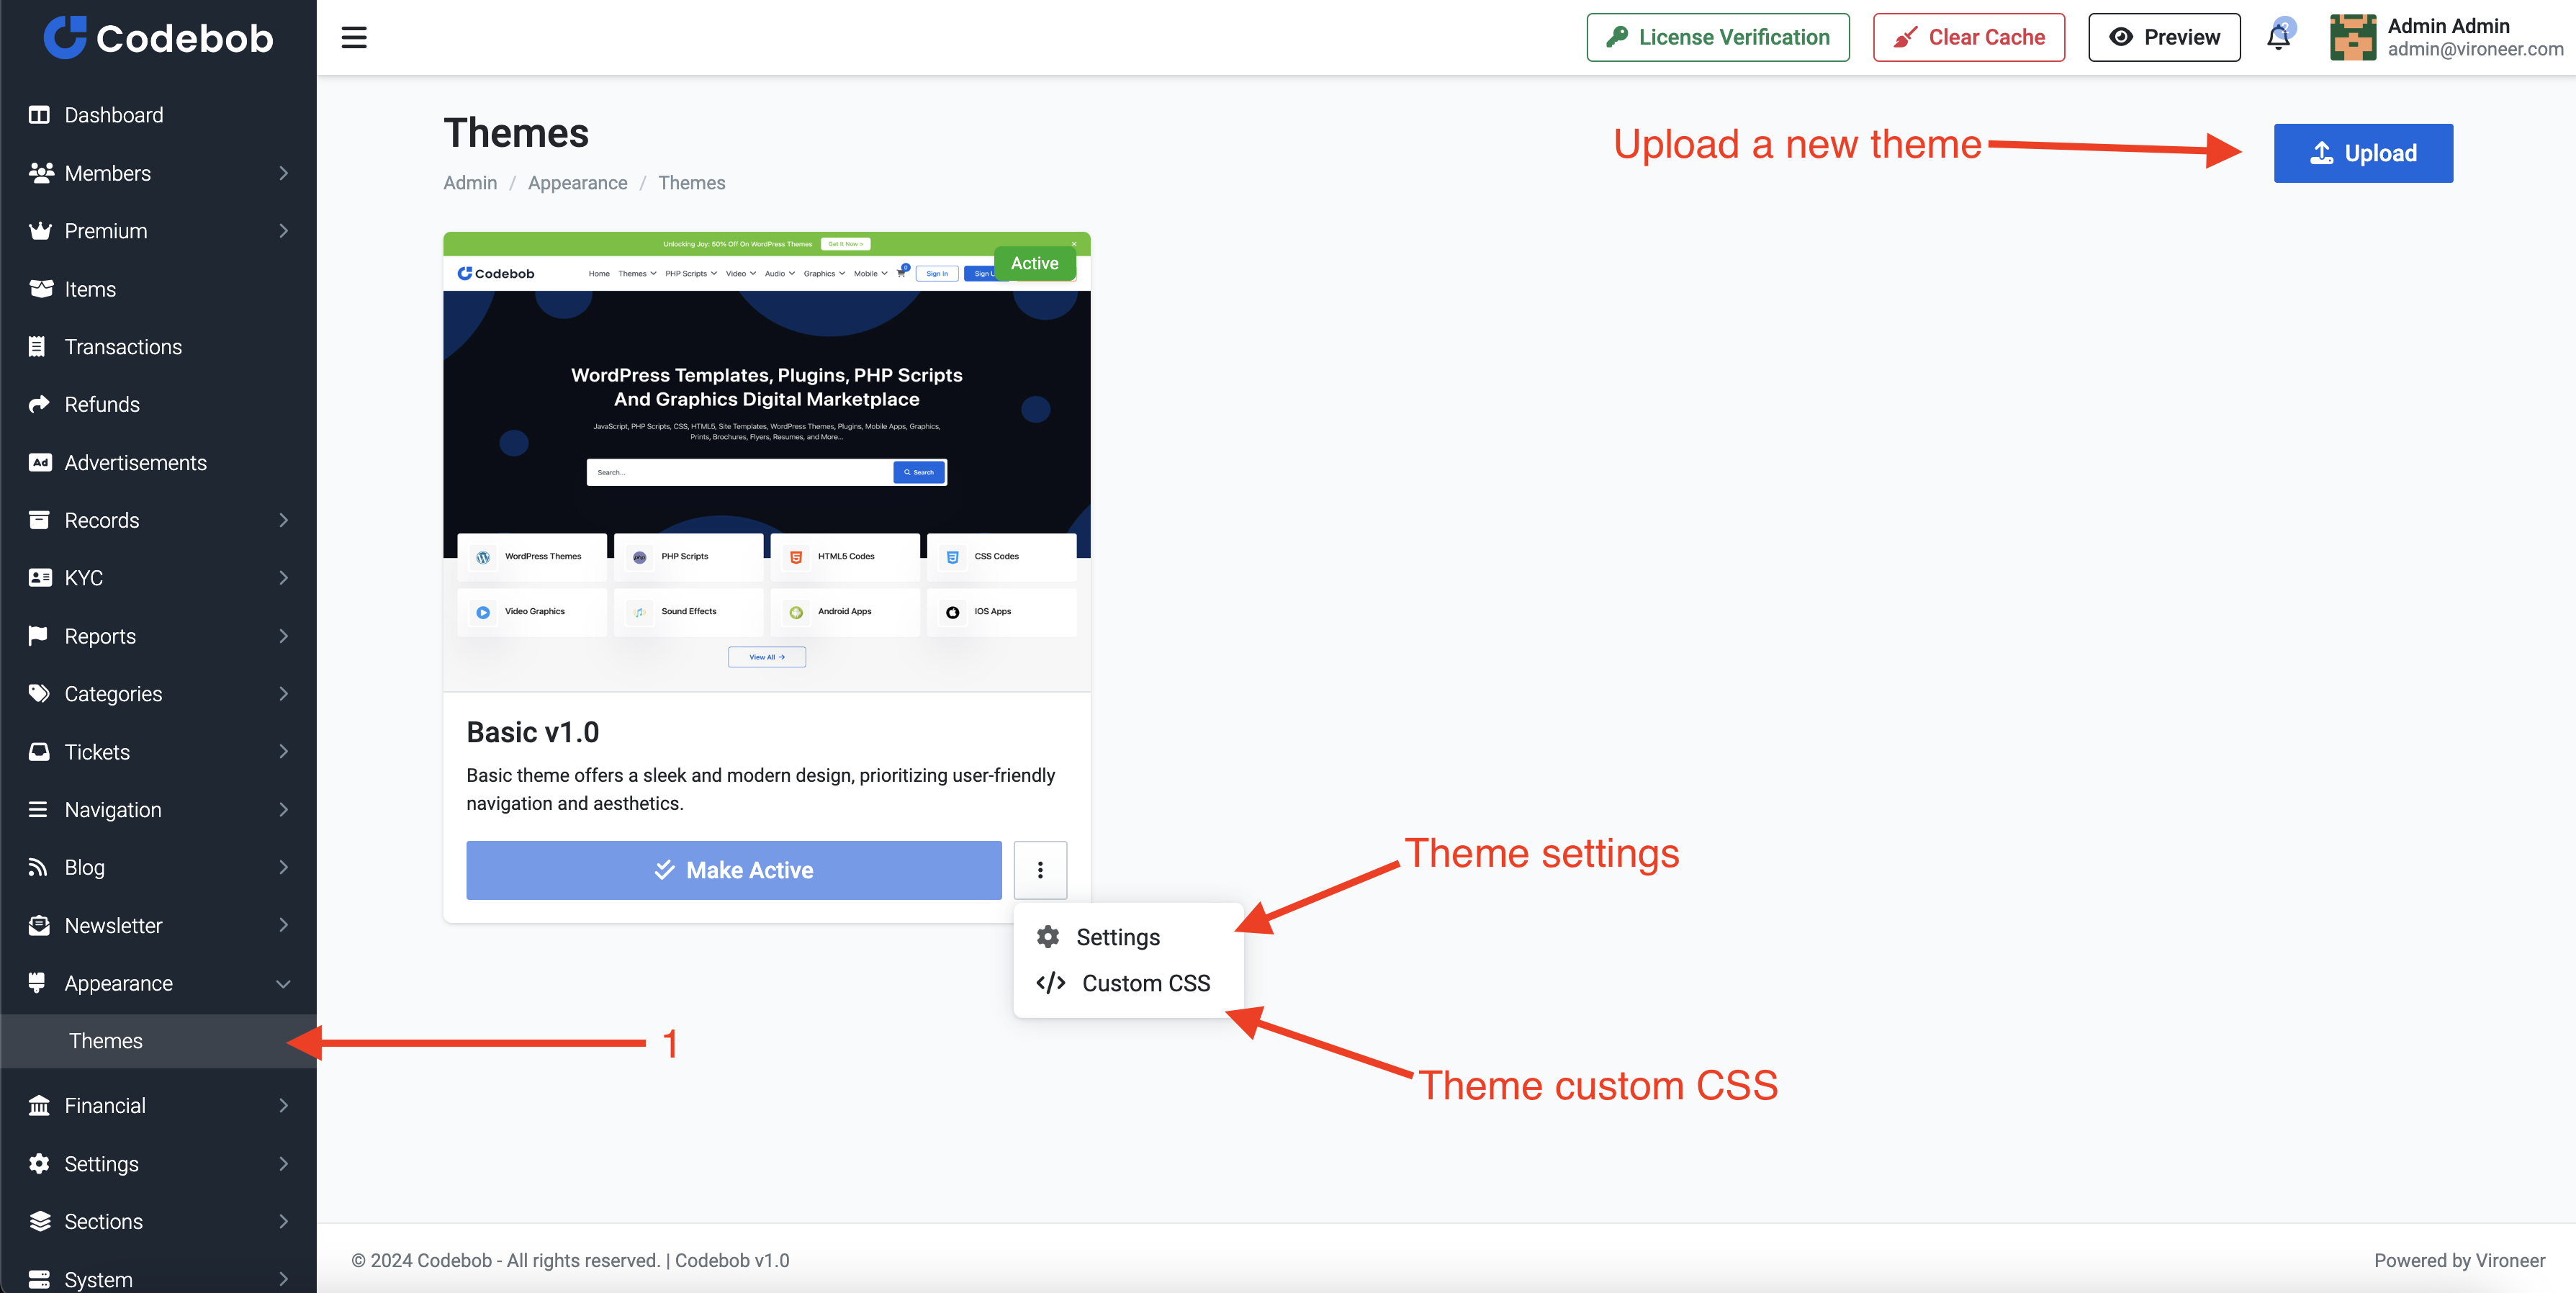 Codebob
License Verification
Clear Cache
Preview
2
Admin Admin
admin@vironeer.com
Dashboard
Members
Premium
Items
Transactions
Refunds
Ad Advertisements
Records
KYC
Reports
Categories
Tickets
Navigation
Blog
Newsletter
Appearance
Themes
Financial
Settings
Sections
System
Themes
Admin / Appearance / Themes
Upload a new theme
Upload
Unlocking Joy: 50% Off On WordPress Themes Get It Now >
Active
Codebob
Home Themes PHP Scripts Video Audio Graphics Mobile 0 Sign In Sign U
WordPress Templates, Plugins, PHP Scripts
And Graphics Digital Marketplace
JavaScript, PHP Scripts, CSS, HTML5, Site Templates, WordPress Themes, Plugins, Mobile Apps, Graphics,
Prints, Brochures, Flyers, Resumes, and More...
Search... Search
WordPress Themes PHP Scripts HTML5 Codes CSS Codes
Video Graphics Sound Effects Android Apps IOS Apps
View All →
Basic v1.0
Basic theme offers a sleek and modern design, prioritizing user-friendly
navigation and aesthetics.
Make Active
Theme settings
Settings
Custom CSS
1
Theme custom CSS
© 2024 Codebob - All rights reserved. | Codebob v1.0
Powered by Vironeer